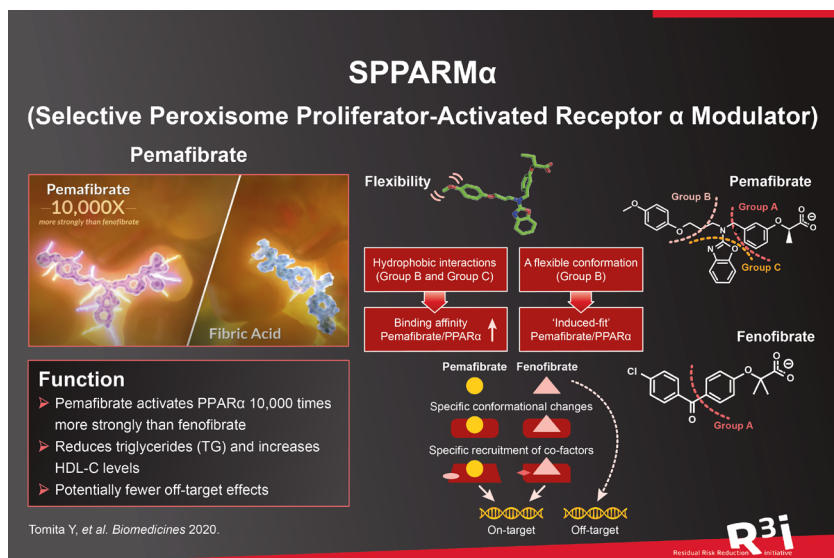 SPPARMα
(Selective Peroxisome Proliferator-Activated Receptor α Modulator)
Pemafibrate
Pemafibrate
10,000X
more strongly than fenofibrate
Fibric Acid
Function
Pemafibrate activates PPARα 10,000 times
more strongly than fenofibrate
Reduces triglycerides (TG) and increases
HDL-C levels
Potentially fewer off-target effects
Flexibility
Hydrophobic interactions
(Group B and Group C)
A flexible conformation
(Group B)
Binding affinity
Pemafibrate/PPARα
'Induced-fit'
Pemafibrate/PPARα
Pemafibrate Fenofibrate
Specific conformational changes
Specific recruitment of co-factors
On-target
Off-target
Pemafibrate
Group B
Group A
Group C
O
O
N
O
N
O
O
O
Fenofibrate
Cl
O
O
O
O
Group A
Tomita Y, et al. Biomedicines 2020.
R3i
Residual Risk Reduction initiative